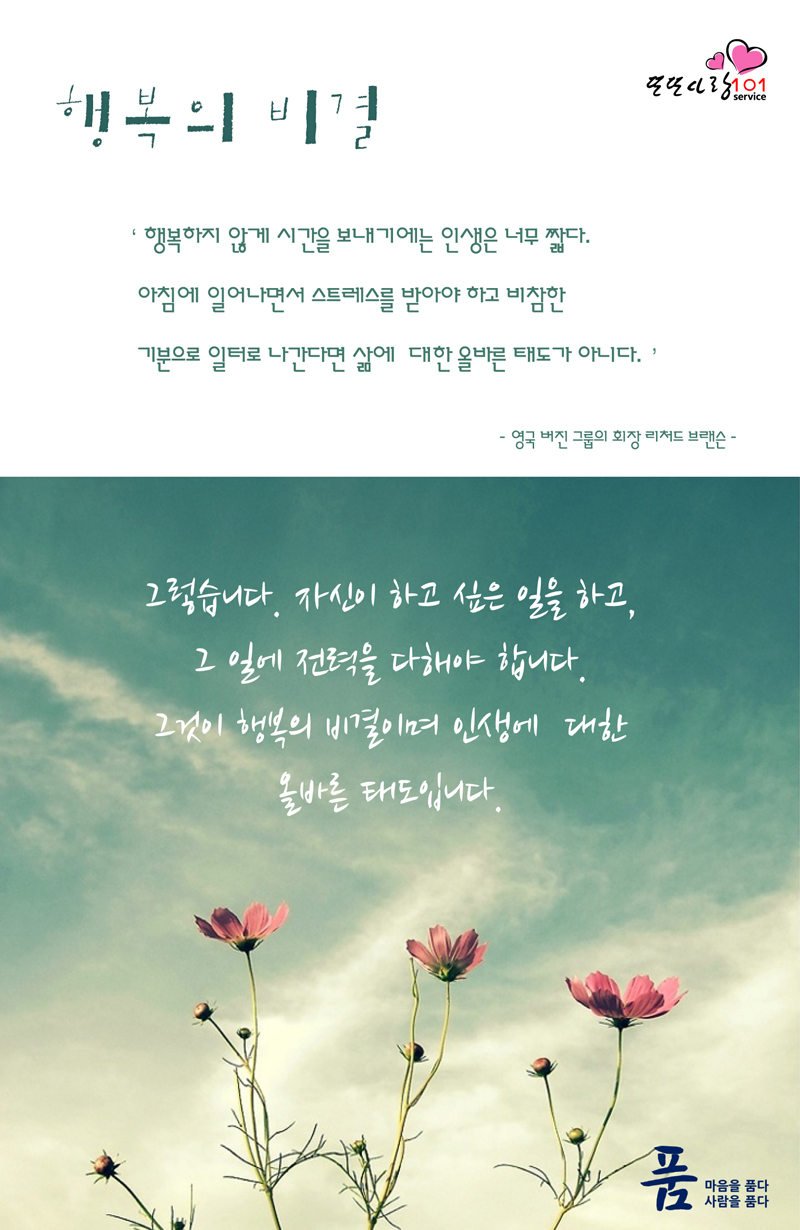 행복의 비결
또또사랑101
service
‘ 행복하지 않게 시간을 보내기에는 인생은 너무 짧다.
아침에 일어나면서 스트레스를 받아야 하고 비참한
기분으로 일터로 나간다면 삶에 대한 올바른 태도가 아니다. ’
- 영국 버진 그룹의 회장 리처드 브랜슨 -
그렇습니다. 자신이 하고 싶은 일을 하고,
그 일에 전력을 다해야 합니다.
그것이 행복의 비결이며 인생에 대한
올바른 태도입니다.
품
마음을 품다
사람을 품다